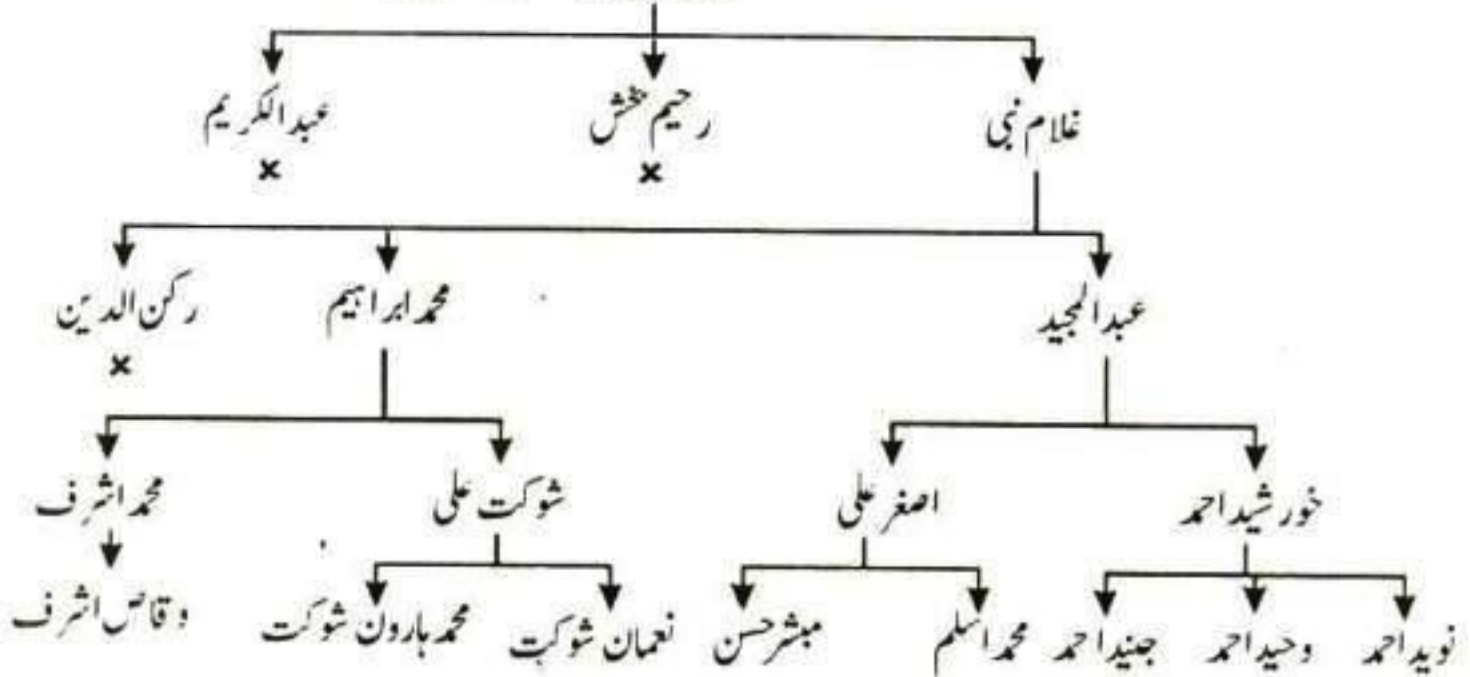 غلام نبی رحیم بخش عبدالکریم
× ×
عبدالمجید محمد ابراہیم رکن الدین
×
خورشید احمد اصغر علی شوکت علی محمد اشرف
نوید احمد وحید احمد جنید احمد محمد اسلم مبشر حسن نعمان شوکت محمد ہارون شوکت وقاص اشرف